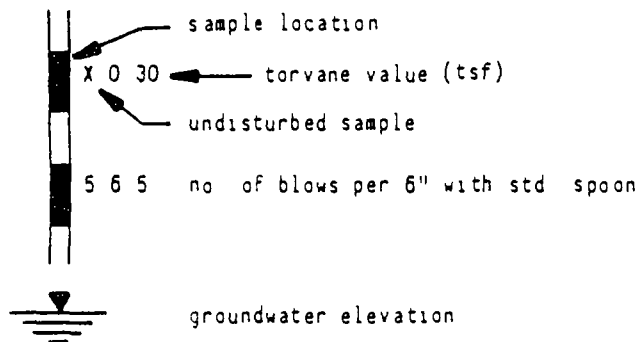 sample location
X 0 30 torvane value (tsf)
undisturbed sample
5 6 5 no of blows per 6" with std spoon
groundwater elevation